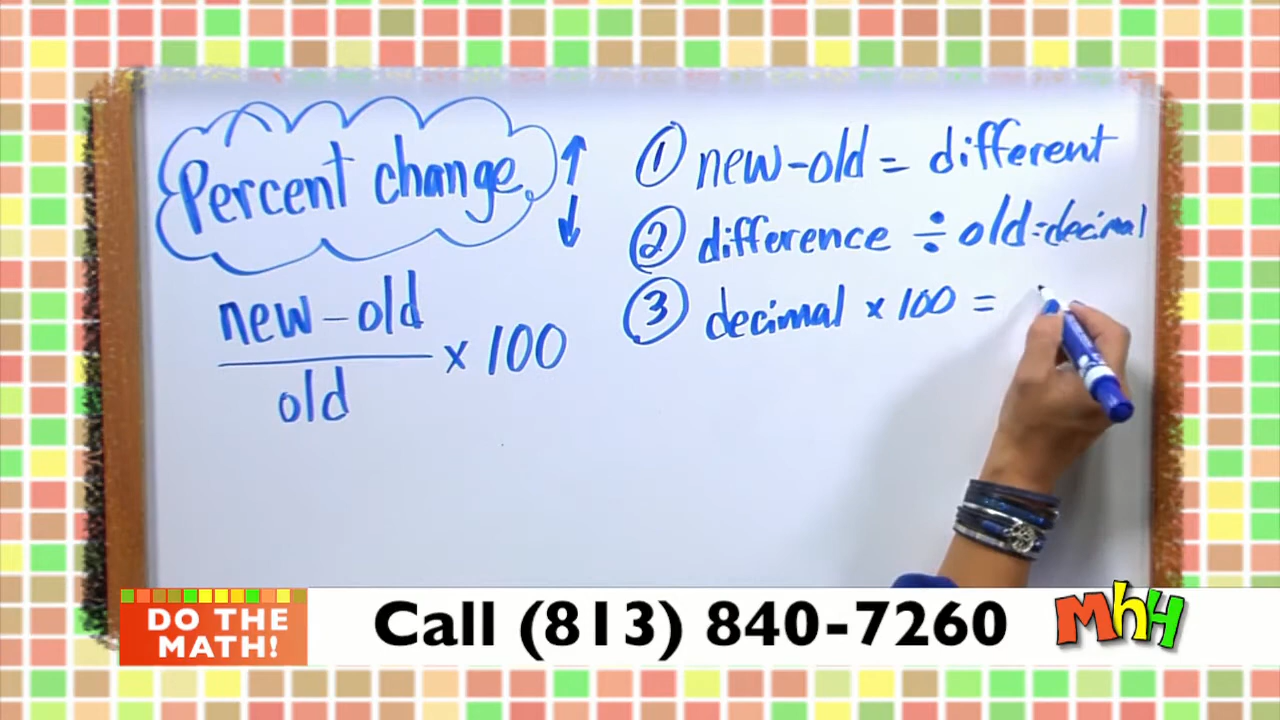 Percent change
new-old
old
× 100
① new-old = different
② difference ÷ old = decimal
③ decimal × 100 =
DO THE
MATH!
Call (813) 840-7260
Mh4